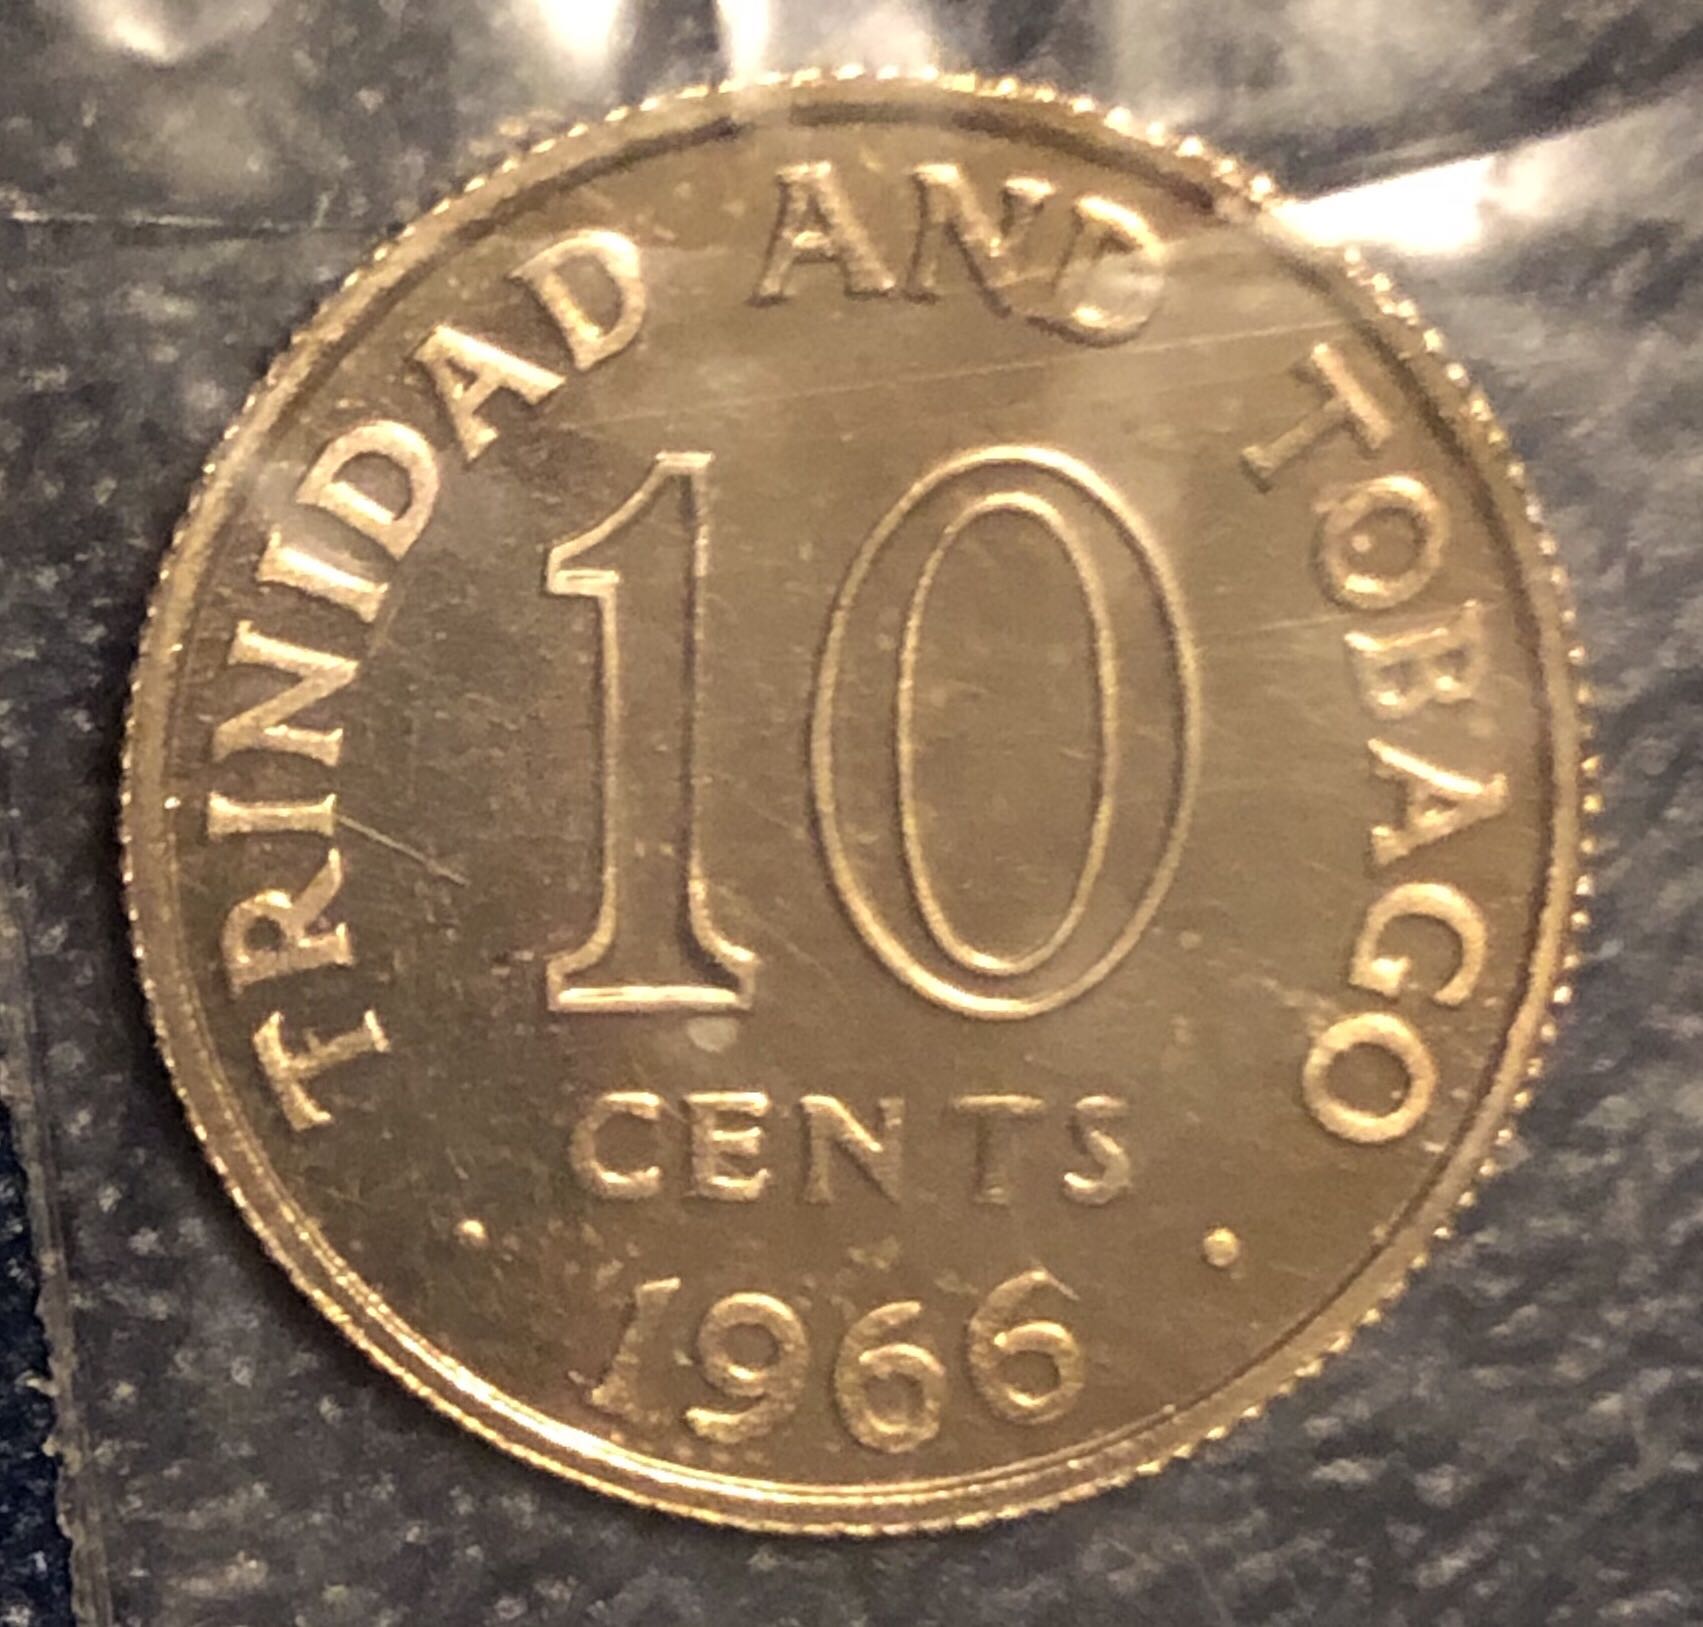 TRINIDAD AND TOBAGO
10
CENTS
1966